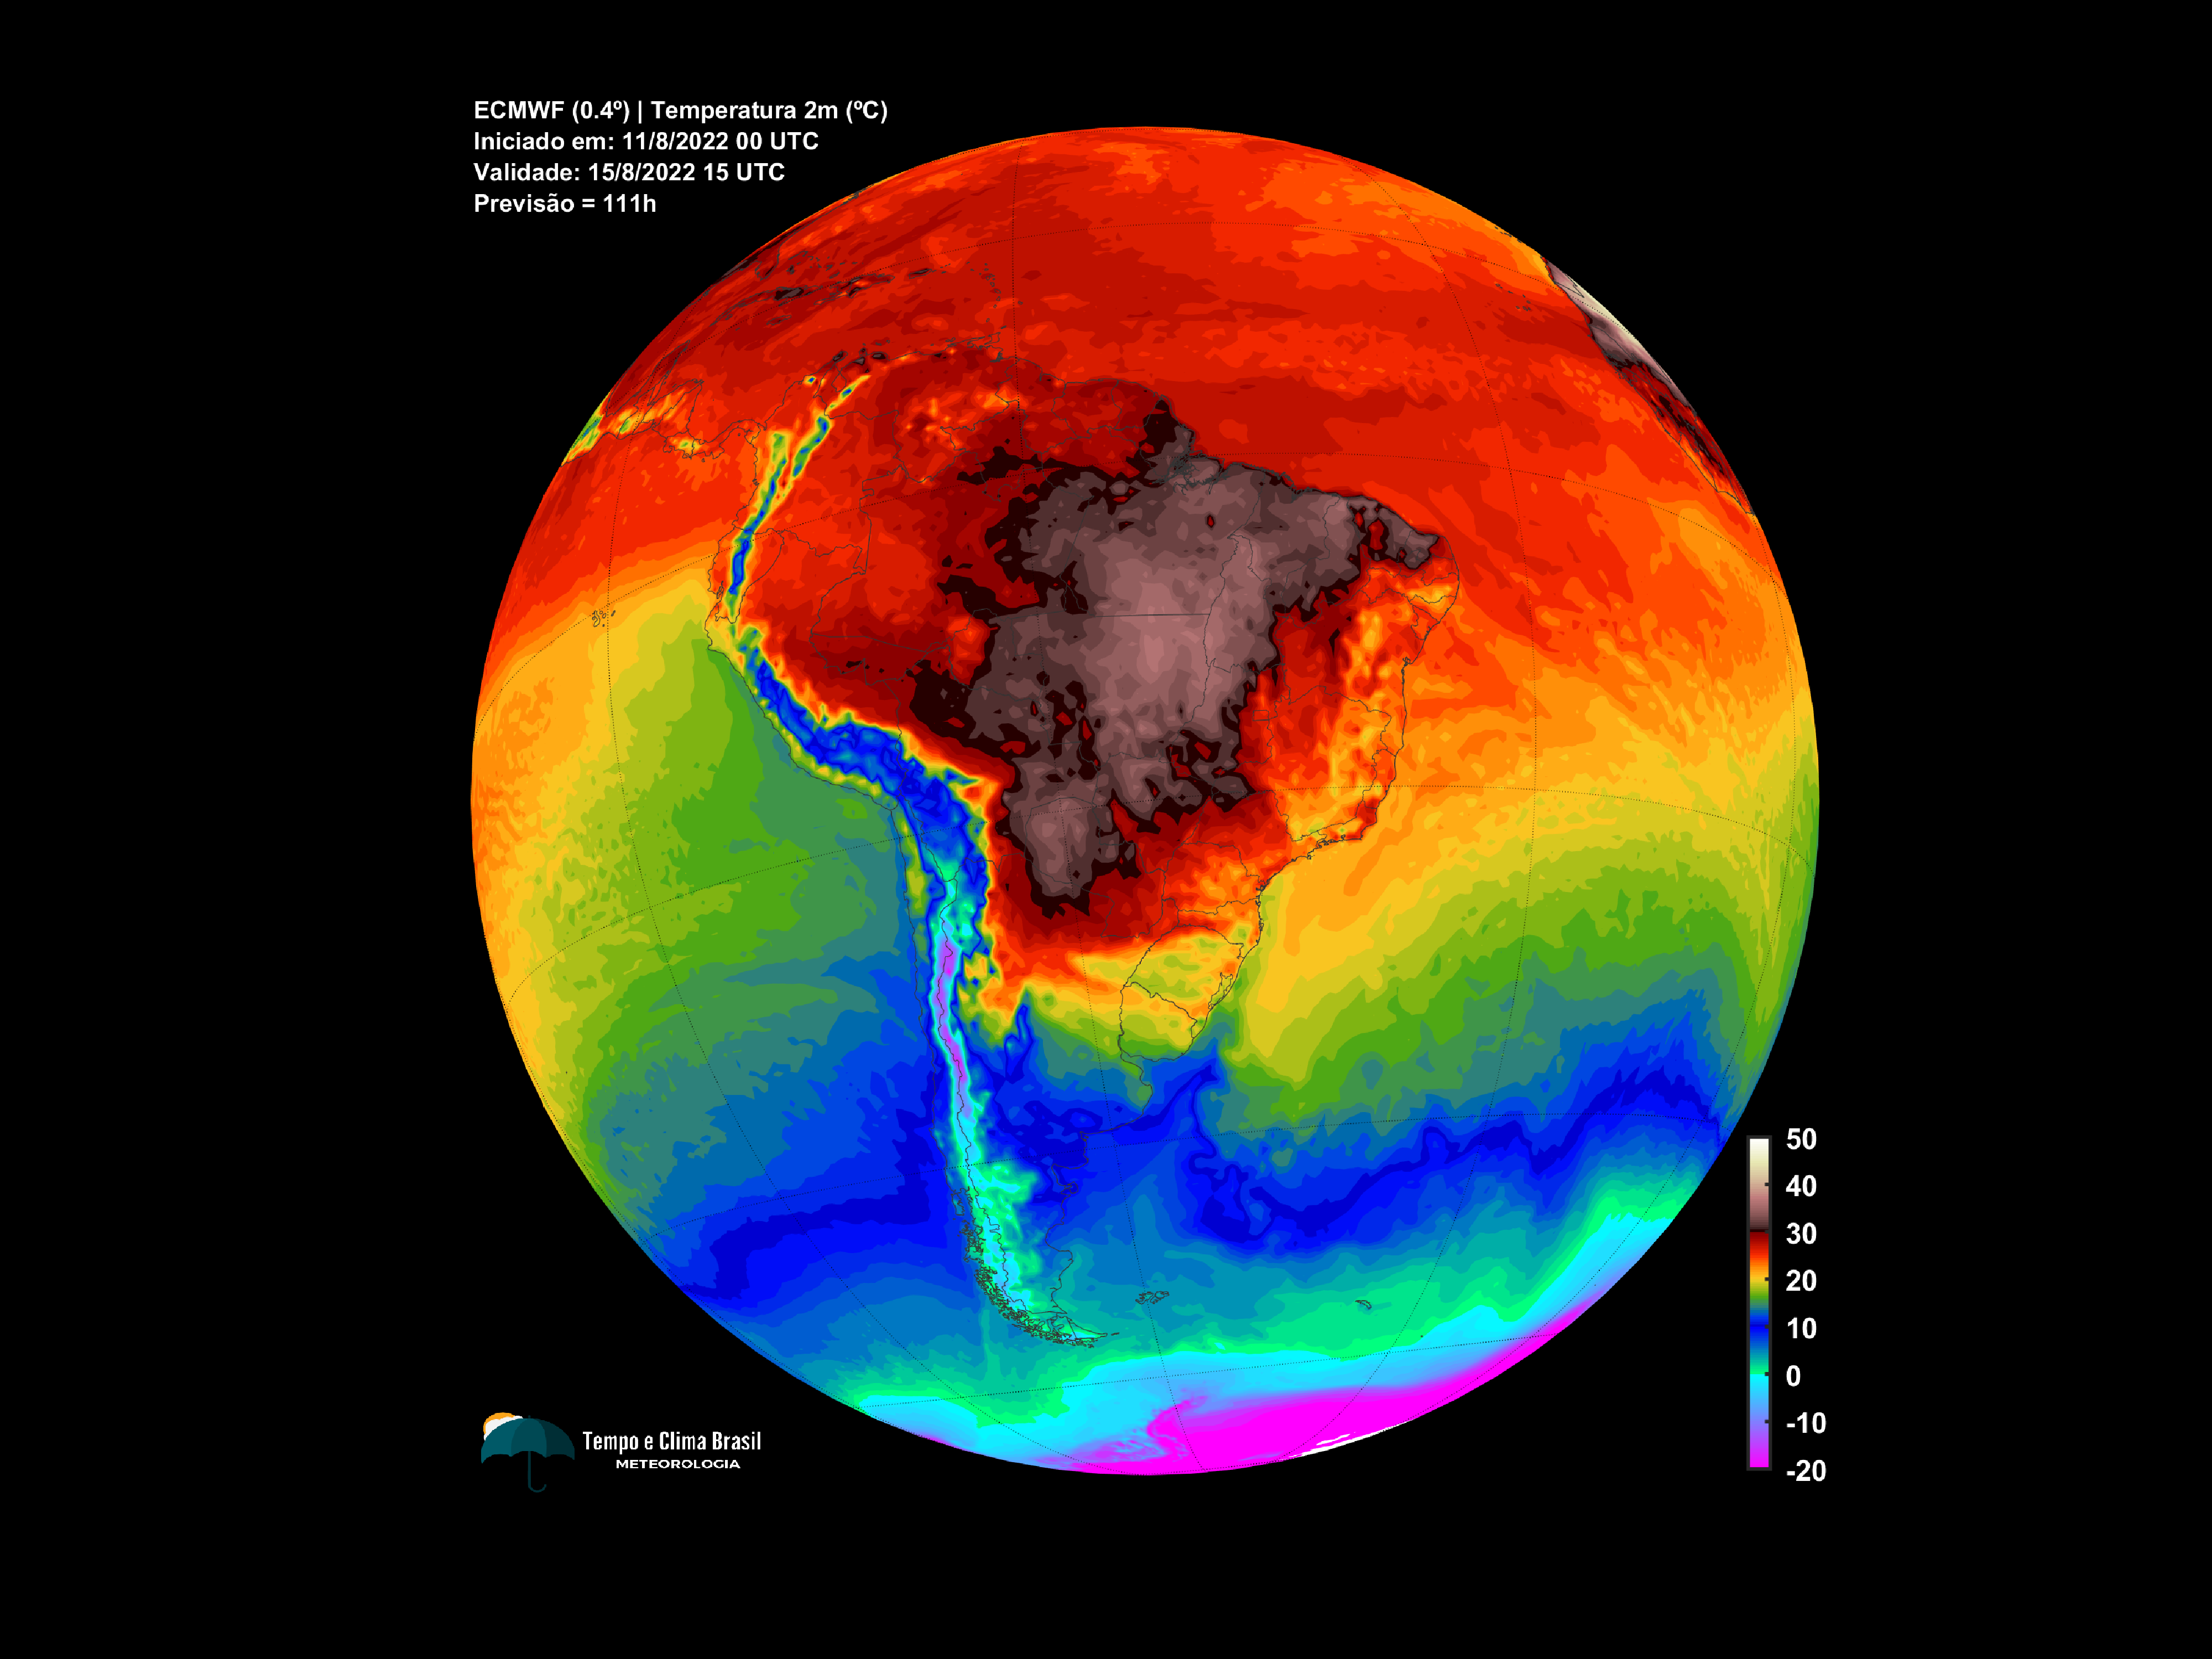 ECMWF (0.4º) | Temperatura 2m (ºC)
Iniciado em: 11/8/2022 00 UTC
Validade: 15/8/2022 15 UTC
Previsão = 111h
50
40
30
20
10
0
-10
-20
Tempo e Clima Brasil
METEOROLOGIA